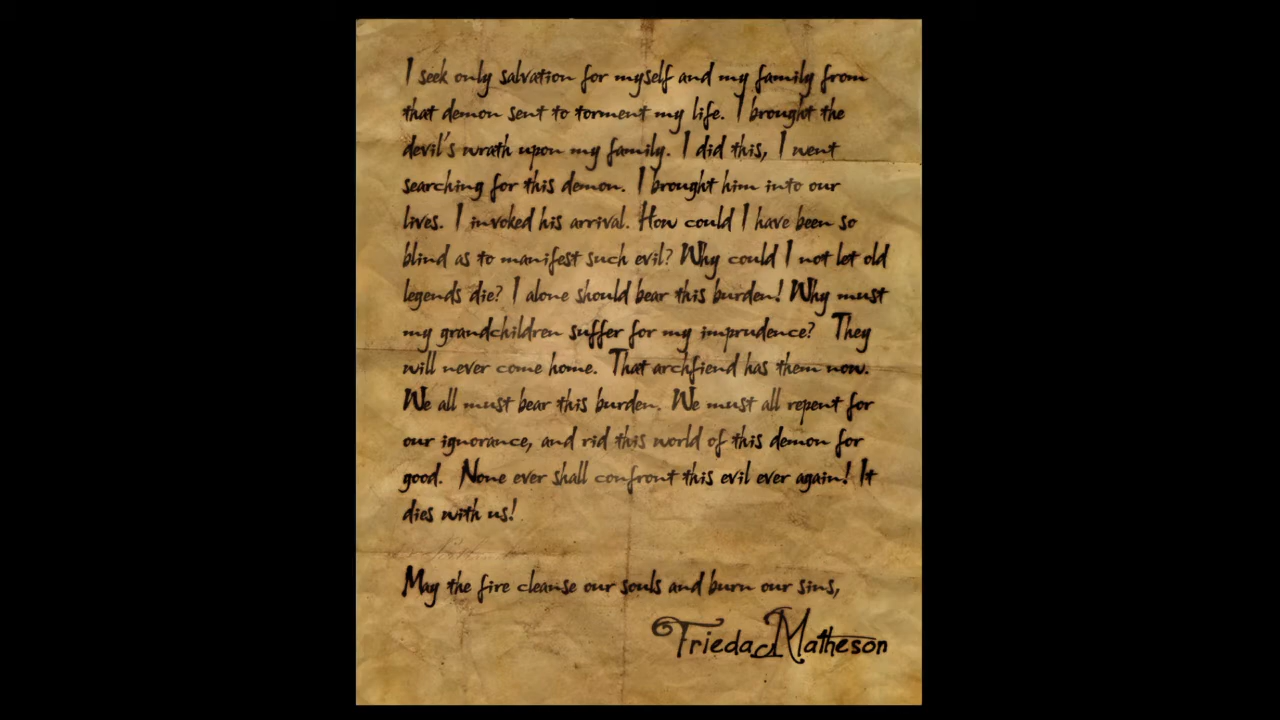 I seek only salvation for myself and my family from
that demon sent to torment my life. I brought the
devil's wrath upon my family. I did this, I went
searching for this demon. I brought him into our
lives. I invoked his arrival. How could I have been so
blind as to manifest such evil? Why could I not let old
legends die? I alone should bear this burden! Why must
my grandchildren suffer for my imprudence? They
will never come home. That archfiend has them now.
We all must bear this burden. We must all repent for
our ignorance, and rid this world of this demon for
good. None ever shall confront this evil ever again! It
dies with us!
May the fire cleanse our souls and burn our sins,
Frieda Matheson